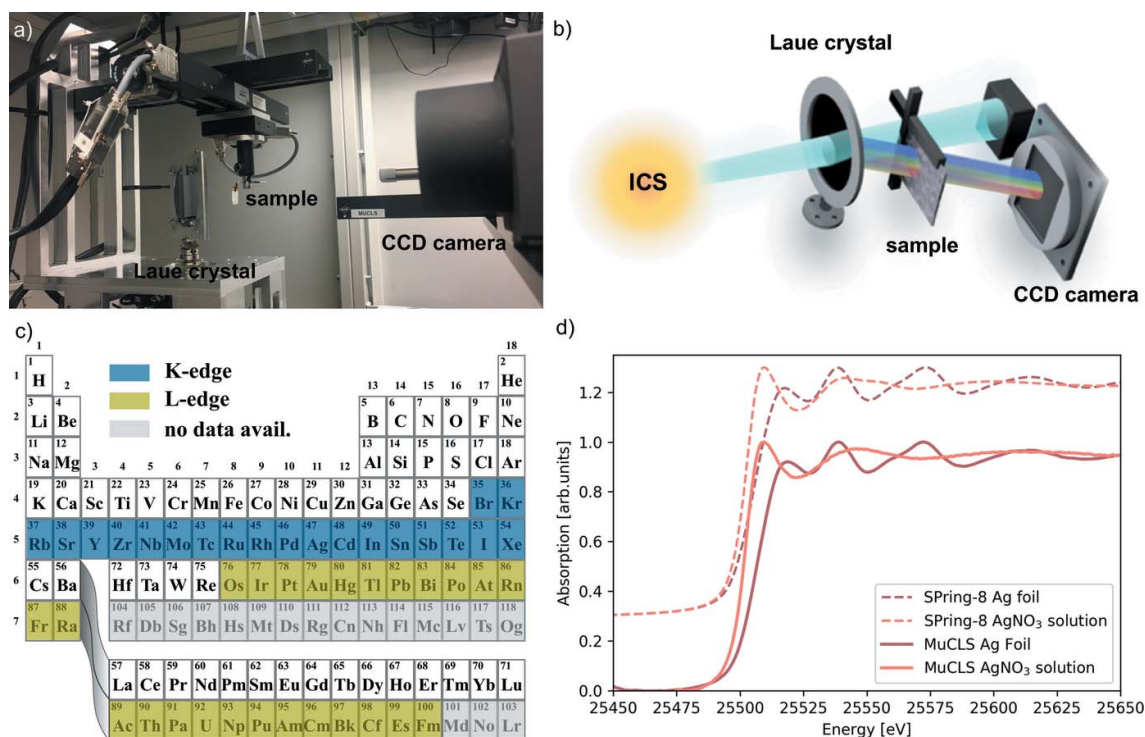 a)
sample
MUCLS
CCD camera
Laue crystal
b)
Laue crystal
ICS
sample
CCD camera
c)
K-edge
L-edge
no data avail.
1 18
1 2
1 H He
2 13 14 15 16 17
3 4 5 6 7 8 9 10
2 Li Be B C N O F Ne
11 12 13 14 15 16 17 18
3 Na Mg Al Si P S Cl Ar
3 4 5 6 7 8 9 10 11 12
19 20 21 22 23 24 25 26 27 28 29 30 31 32 33 34 35 36
4 K Ca Sc Ti V Cr Mn Fe Co Ni Cu Zn Ga Ge As Se Br Kr
37 38 39 40 41 42 43 44 45 46 47 48 49 50 51 52 53 54
5 Rb Sr Y Zr Nb Mo Tc Ru Rh Pd Ag Cd In Sn Sb Te I Xe
55 56 72 73 74 75 76 77 78 79 80 81 82 83 84 85 86
6 Cs Ba Hf Ta W Re Os Ir Pt Au Hg Tl Pb Bi Po At Rn
87 88 104 105 106 107 108 109 110 111 112 113 114 115 116 117 118
7 Fr Ra Rf Db Sg Bh Hs Mt Ds Rg Cn Nh Fl Mc Lv Ts Og
57 58 59 60 61 62 63 64 65 66 67 68 69 70 71
La Ce Pr Nd Pm Sm Eu Gd Tb Dy Ho Er Tm Yb Lu
89 90 91 92 93 94 95 96 97 98 99 100 101 102 103
Ac Th Pa U Np Pu Am Cm Bk Cf Es Fm Md No Lr
d)
Absorption [arb.units]
1.2
1.0
0.8
0.6
0.4
0.2
0.0
SPring-8 Ag foil
SPring-8 AgNO₃ solution
MuCLS Ag Foil
MuCLS AgNO₃ solution
25450 25475 25500 25525 25550 25575 25600 25625 25650
Energy [eV]